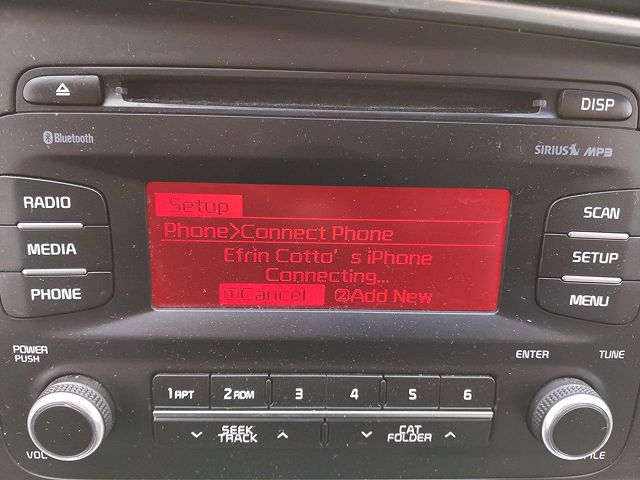 DISP
Bluetooth
SIRIUS MP3
RADIO
MEDIA
PHONE
Setup
Phone>Connect Phone
Efrin Cotto's iPhone
Connecting...
1Cancel 2Add New
SCAN
SETUP
MENU
POWER
PUSH
VOL
1 RPT
2 RDM
3
4
5
6
SEEK
TRACK
CAT
FOLDER
ENTER
TUNE